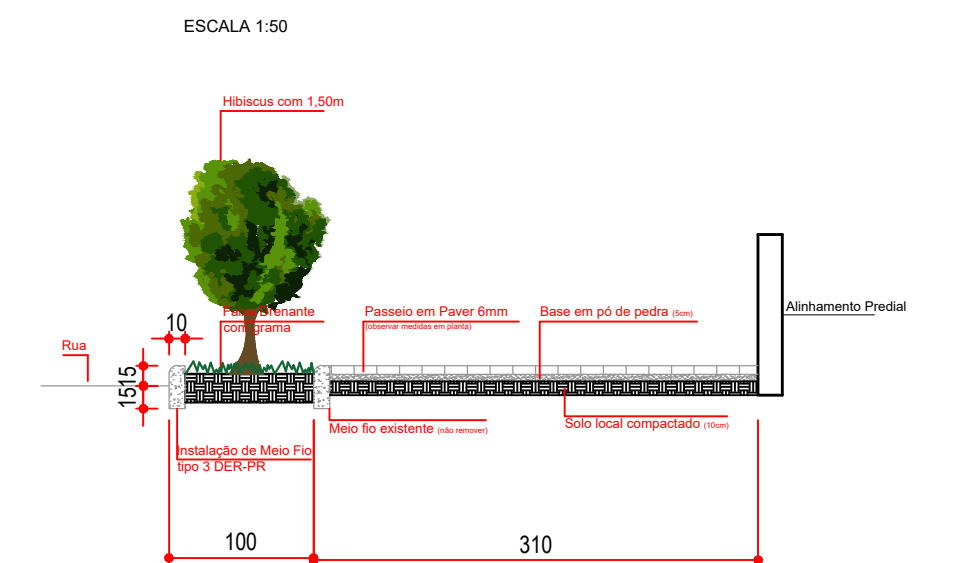 ESCALA 1:50
Hibiscus com 1,50m
Faixa Drenante
com grama
Passeio em Paver 6mm
(observar medidas em planta)
Base em pó de pedra (5cm)
Alinhamento Predial
10
Rua
15
15
Meio fio existente (não remover)
Solo local compactado (10cm)
Instalação de Meio Fio
tipo 3 DER-PR
100
310